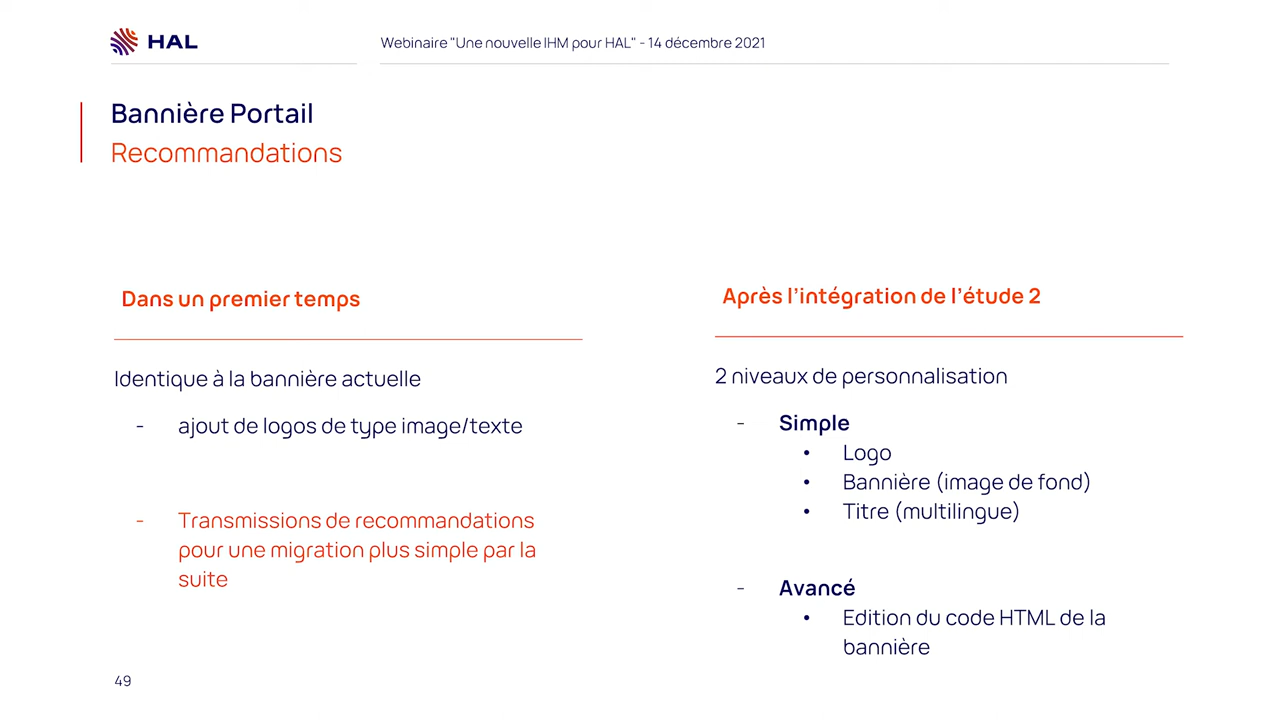 HAL
Webinaire "Une nouvelle IHM pour HAL" - 14 décembre 2021
Bannière Portail
Recommandations
Dans un premier temps
Identique à la bannière actuelle
- ajout de logos de type image/texte
- Transmissions de recommandations
pour une migration plus simple par la
suite
Après l'intégration de l'étude 2
2 niveaux de personnalisation
- Simple
• Logo
• Bannière (image de fond)
• Titre (multilingue)
- Avancé
• Edition du code HTML de la
bannière
49